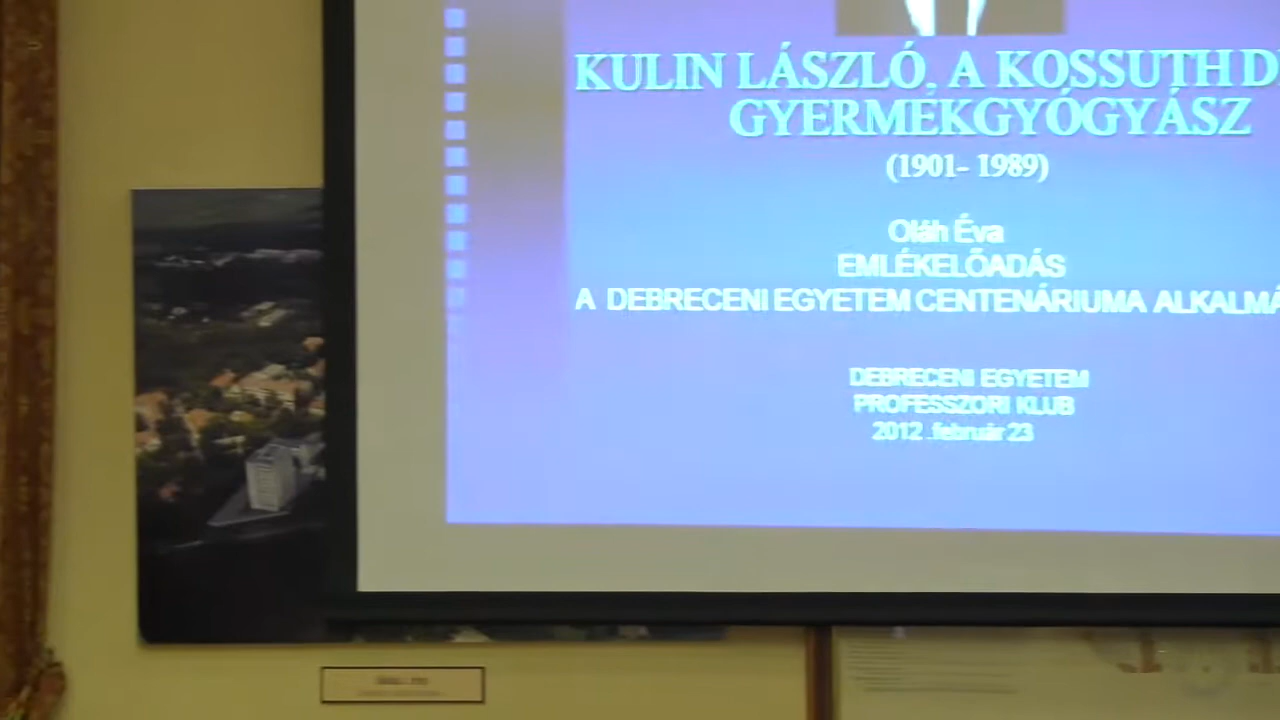 KULIN LÁSZLÓ, A KOSSUTH D
GYERMEKGYÓGYÁSZ
(1901- 1989)
Oláh Éva
EMLÉKELŐADÁS
A DEBRECENI EGYETEM CENTENÁRIUMA ALKALMÁ
DEBRECENI EGYETEM
PROFESSZORI KLUB
2012 .február 23